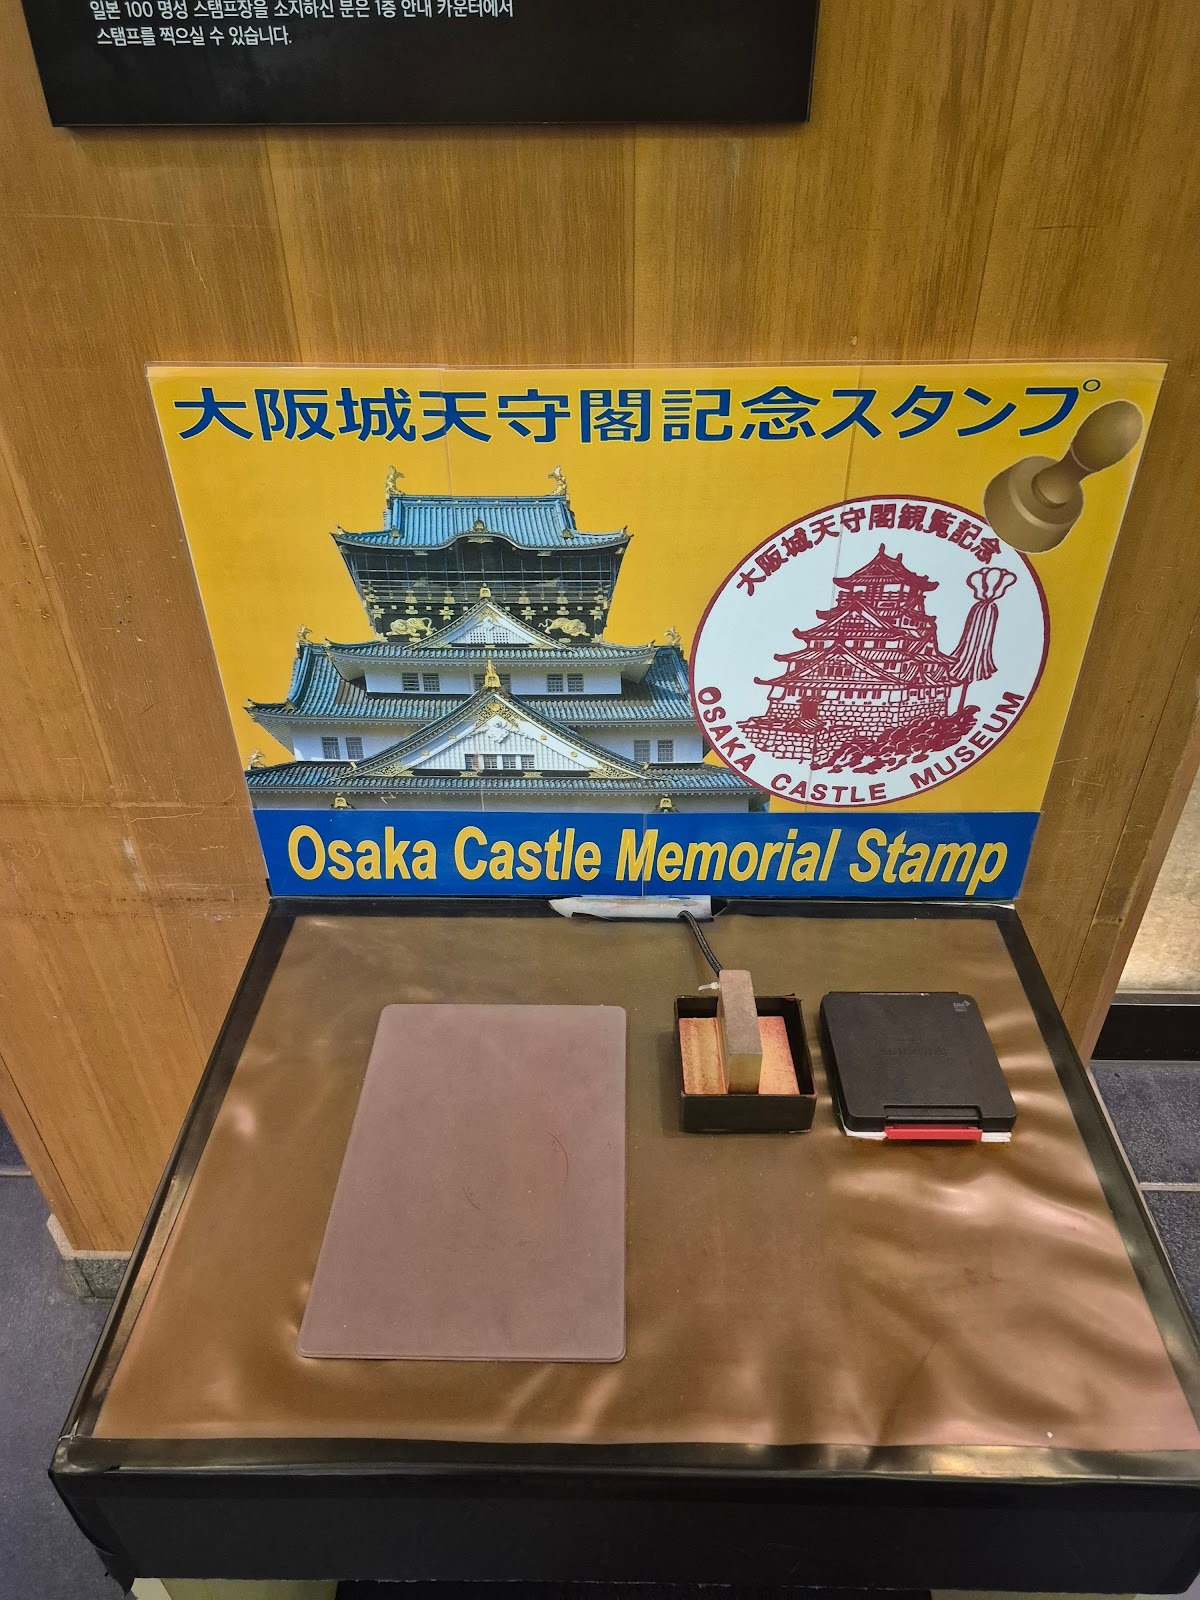 일본 100 명성 스탬프장을 소지하신 분은 1층 안내 카운터에서
스탬프를 찍으실 수 있습니다.
大阪城天守閣記念スタンプ
大阪城天守閣観覧記念
OSAKA CASTLE MUSEUM
Osaka Castle Memorial Stamp